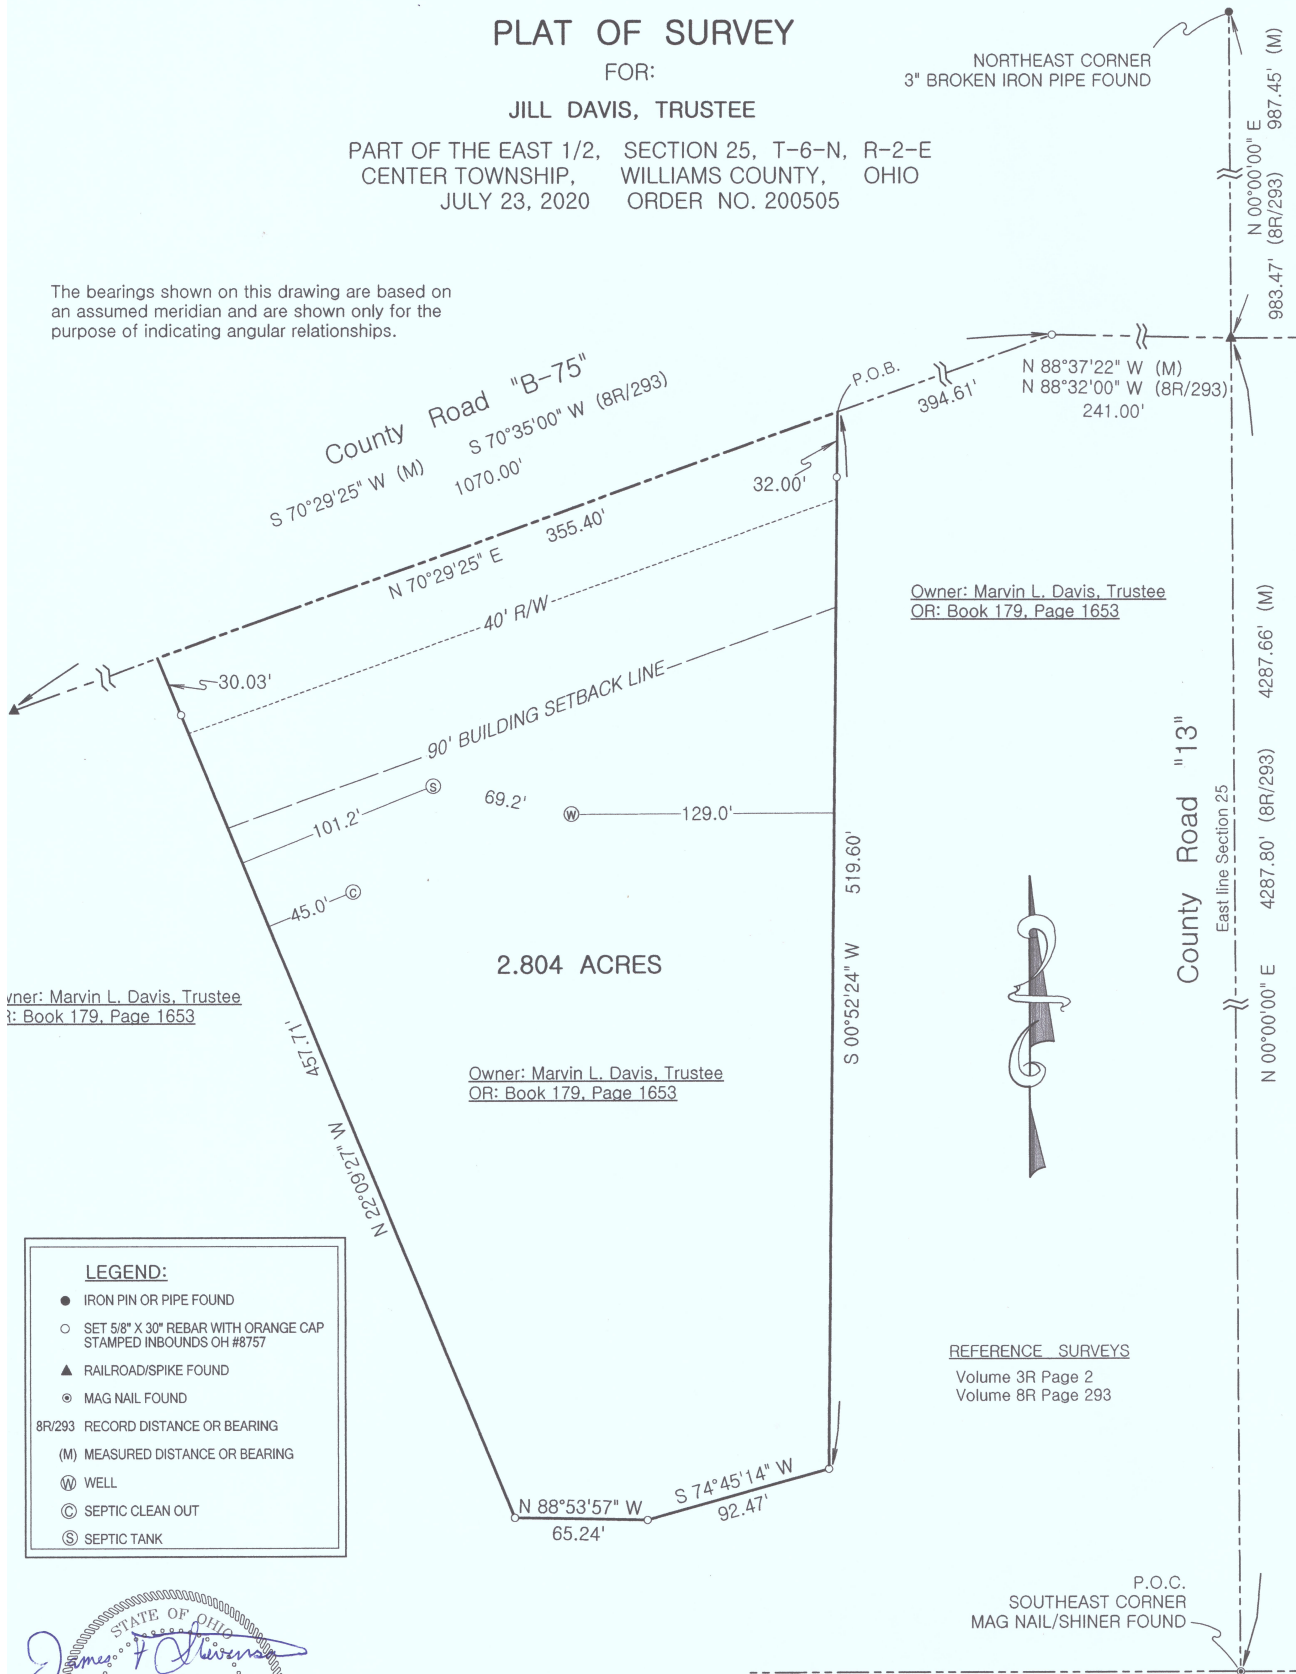 PLAT OF SURVEY
FOR:
JILL DAVIS, TRUSTEE
PART OF THE EAST 1/2, SECTION 25, T-6-N, R-2-E
CENTER TOWNSHIP, WILLIAMS COUNTY, OHIO
JULY 23, 2020 ORDER NO. 200505
NORTHEAST CORNER
3" BROKEN IRON PIPE FOUND
N 00°00'00" E
987.45' (M)
983.47' (8R/293)
The bearings shown on this drawing are based on
an assumed meridian and are shown only for the
purpose of indicating angular relationships.
County Road "B-75"
S 70°29'25" W (M) S 70°35'00" W (8R/293)
1070.00'
P.O.B.
394.61'
N 88°37'22" W (M)
N 88°32'00" W (8R/293)
241.00'
32.00'
N 70°29'25" E 355.40'
40' R/W
30.03'
90' BUILDING SETBACK LINE
Owner: Marvin L. Davis, Trustee
OR: Book 179, Page 1653
S
101.2'
69.2'
W
129.0'
C
45.0'
519.60'
S 00°52'24" W
2.804 ACRES
County Road "13"
East line Section 25
4287.66' (M)
N 00°00'00" E 4287.80' (8R/293)
wner: Marvin L. Davis, Trustee
R: Book 179, Page 1653
457.71'
N 22°09'27" W
Owner: Marvin L. Davis, Trustee
OR: Book 179, Page 1653
LEGEND:
IRON PIN OR PIPE FOUND
SET 5/8" X 30" REBAR WITH ORANGE CAP
STAMPED INBOUNDS OH #8757
RAILROAD/SPIKE FOUND
MAG NAIL FOUND
8R/293 RECORD DISTANCE OR BEARING
(M) MEASURED DISTANCE OR BEARING
W WELL
C SEPTIC CLEAN OUT
S SEPTIC TANK
REFERENCE SURVEYS
Volume 3R Page 2
Volume 8R Page 293
N 88°53'57" W
65.24'
S 74°45'14" W
92.47'
P.O.C.
SOUTHEAST CORNER
MAG NAIL/SHINER FOUND
STATE OF OHIO
James F Stevenson